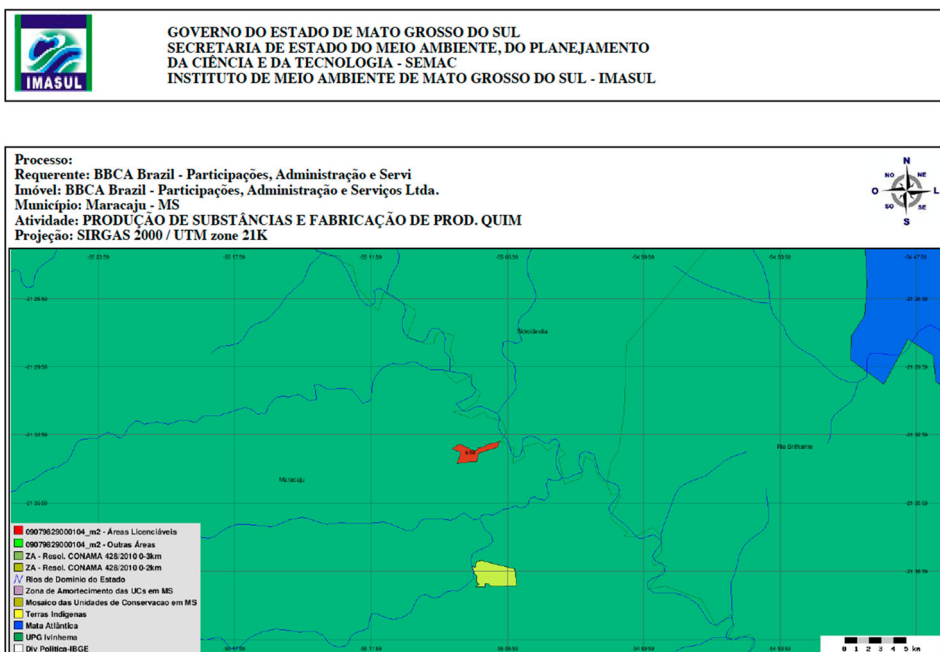 GOVERNO DO ESTADO DE MATO GROSSO DO SUL
SECRETARIA DE ESTADO DO MEIO AMBIENTE, DO PLANEJAMENTO
DA CIÊNCIA E DA TECNOLOGIA - SEMAC
INSTITUTO DE MEIO AMBIENTE DE MATO GROSSO DO SUL - IMASUL
IMASUL
Processo:
Requerente: BBCA Brazil - Participações, Administração e Servi
Imóvel: BBCA Brazil - Participações, Administração e Serviços Ltda.
Município: Maracaju - MS
Atividade: PRODUÇÃO DE SUBSTÂNCIAS E FABRICAÇÃO DE PROD. QUIM
Projeção: SIRGAS 2000 / UTM zone 21K
N
NO NE
O L
SO SE
S
Rio Brilhante
Maracaju
09079829000104_m2 - Áreas Licenciáveis
09079829000104_m2 - Outras Áreas
ZA - Resol. CONAMA 428/2010 0-3km
ZA - Resol. CONAMA 428/2010 0-2km
Rios de Dominio do Estado
Zona de Amortecimento das UCs em MS
Mosaico das Unidades de Conservacao em MS
Terras Indigenas
Mata Atlântica
UPG Ivinhema
Div Politica-IBGE
0 1 2 3 4 5 km